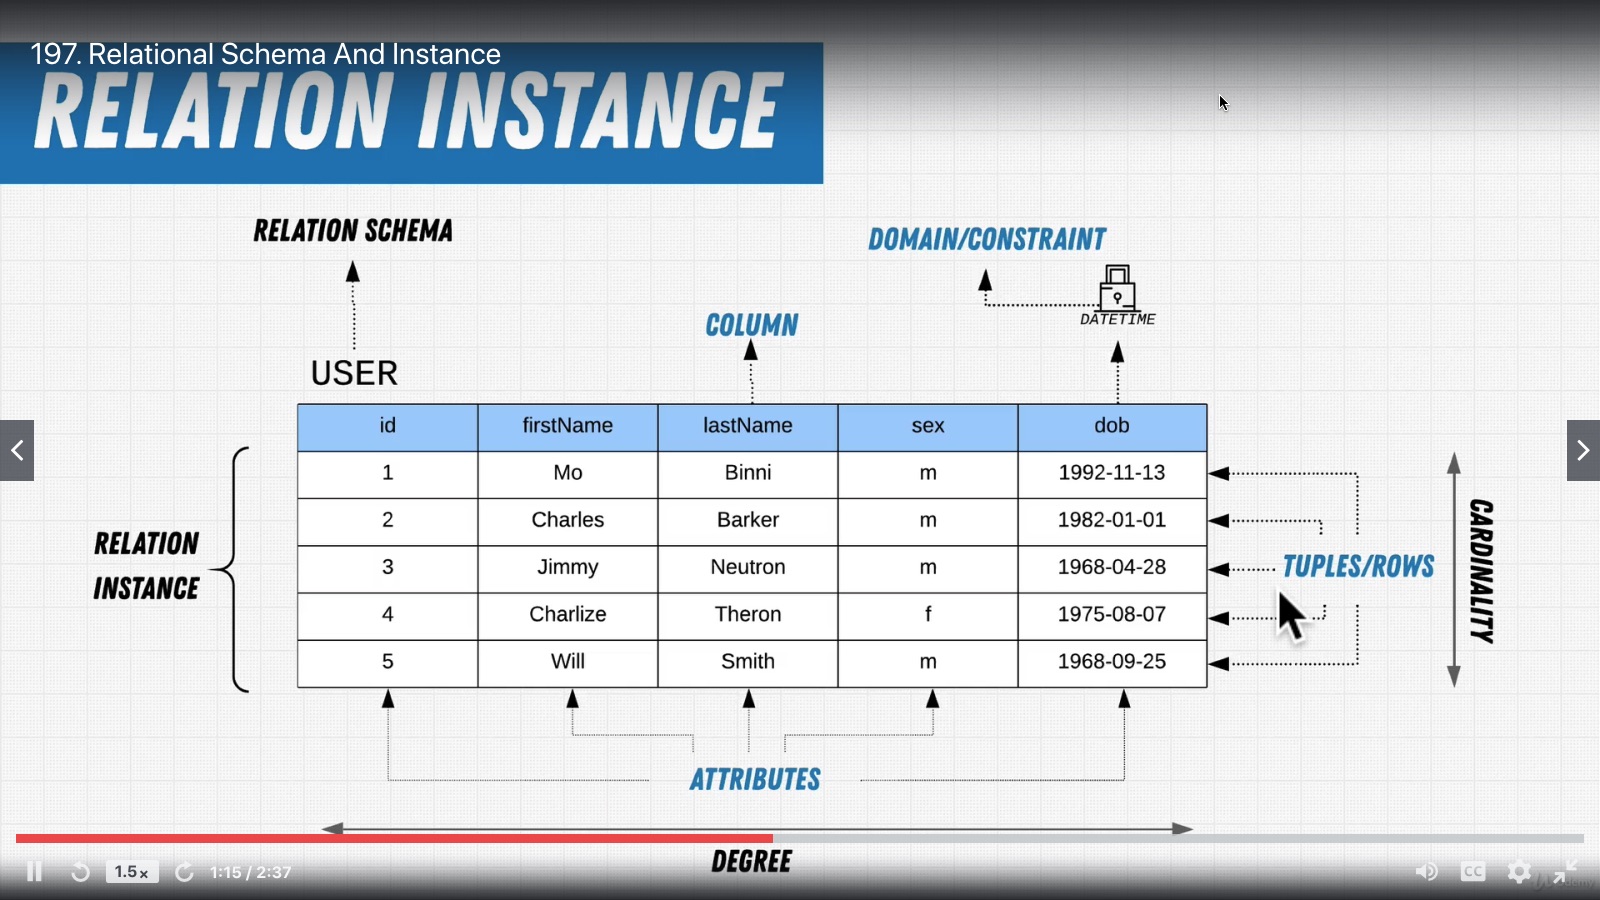 197. Relational Schema And Instance
RELATION INSTANCE
RELATION SCHEMA
DOMAIN/CONSTRAINT
COLUMN
DATETIME
USER
id firstName lastName sex dob
1 Mo Binni m 1992-11-13
2 Charles Barker m 1982-01-01
3 Jimmy Neutron m 1968-04-28
4 Charlize Theron f 1975-08-07
5 Will Smith m 1968-09-25
RELATION
INSTANCE
TUPLES/ROWS
CARDINALITY
ATTRIBUTES
DEGREE
1.5x 1:15 / 2:37 CC